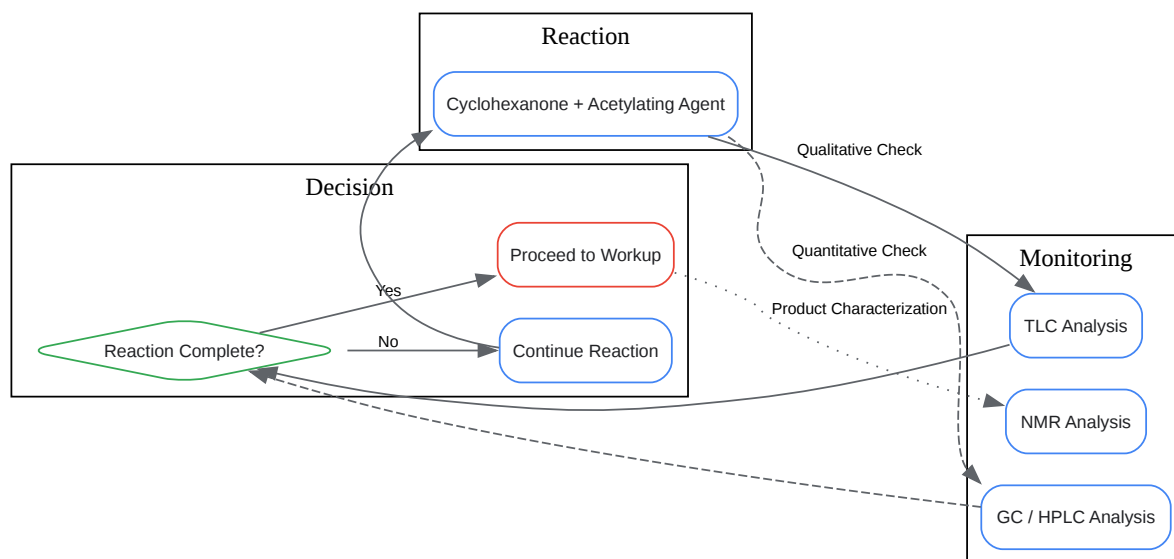 Reaction
Cyclohexanone + Acetylating Agent
Qualitative Check
Decision
Proceed to Workup
Quantitative Check
Monitoring
Yes
Product Characterization
TLC Analysis
Reaction Complete?
No
Continue Reaction
NMR Analysis
GC / HPLC Analysis